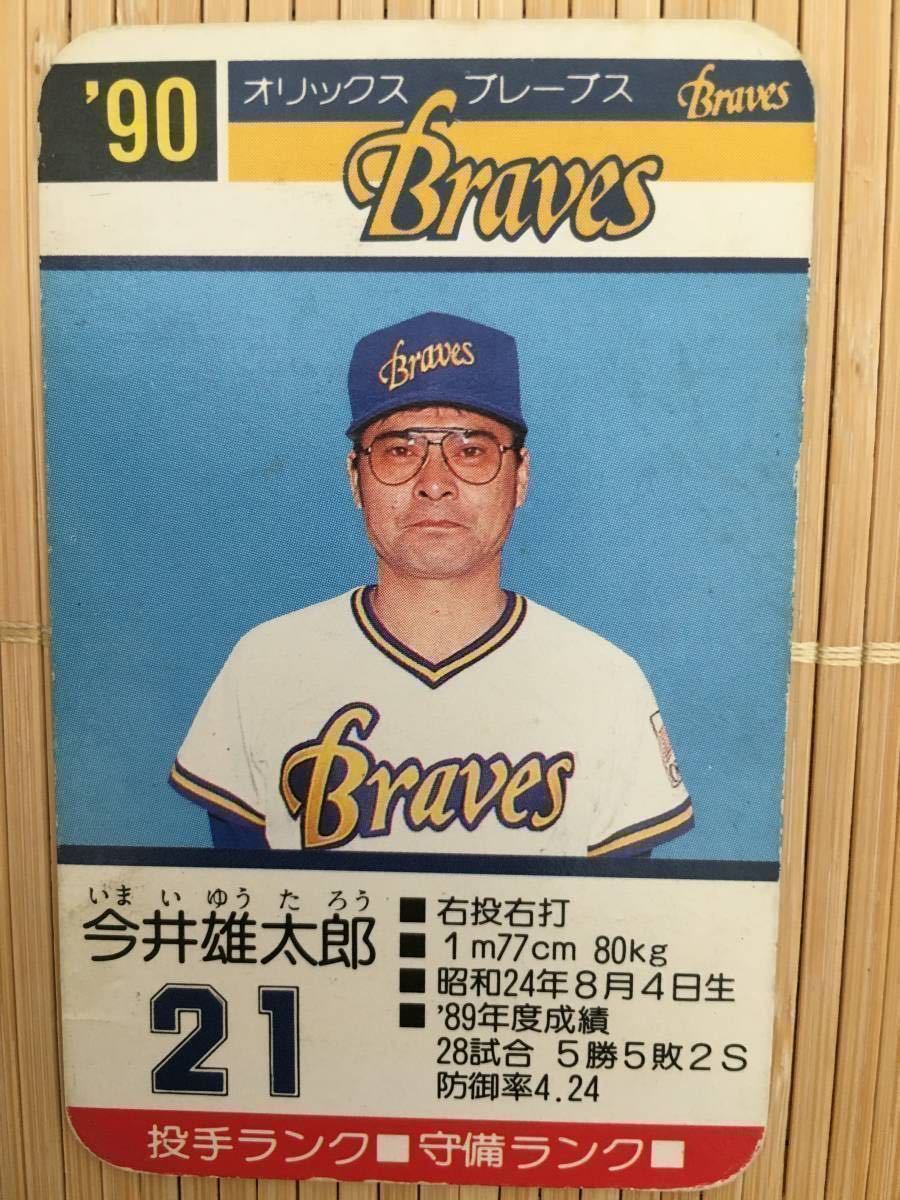 '90
オリックス ブレーブス Braves
Braves
Braves
Braves
いま い ゆう た ろう
今井雄太郎
21
■ 右投右打
■ 1m77cm 80kg
■ 昭和24年8月4日生
■ '89年度成績
28試合 5勝5敗2S
防御率4.24
投手ランク■ 守備ランク■